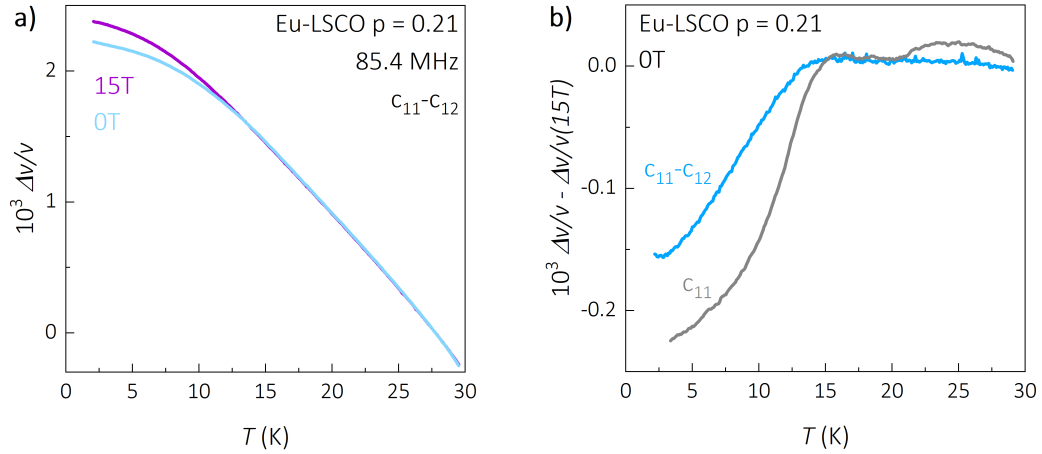 a)
Eu-LSCO p = 0.21
85.4 MHz
c₁₁-c₁₂
15T
0T
10³ Δv/v
2
1
0
0 5 10 15 20 25 30
T (K)
b)
Eu-LSCO p = 0.21
0T
c₁₁-c₁₂
c₁₁
10³ Δv/v - Δv/v(15T)
0.0
-0.1
-0.2
0 5 10 15 20 25 30
T (K)